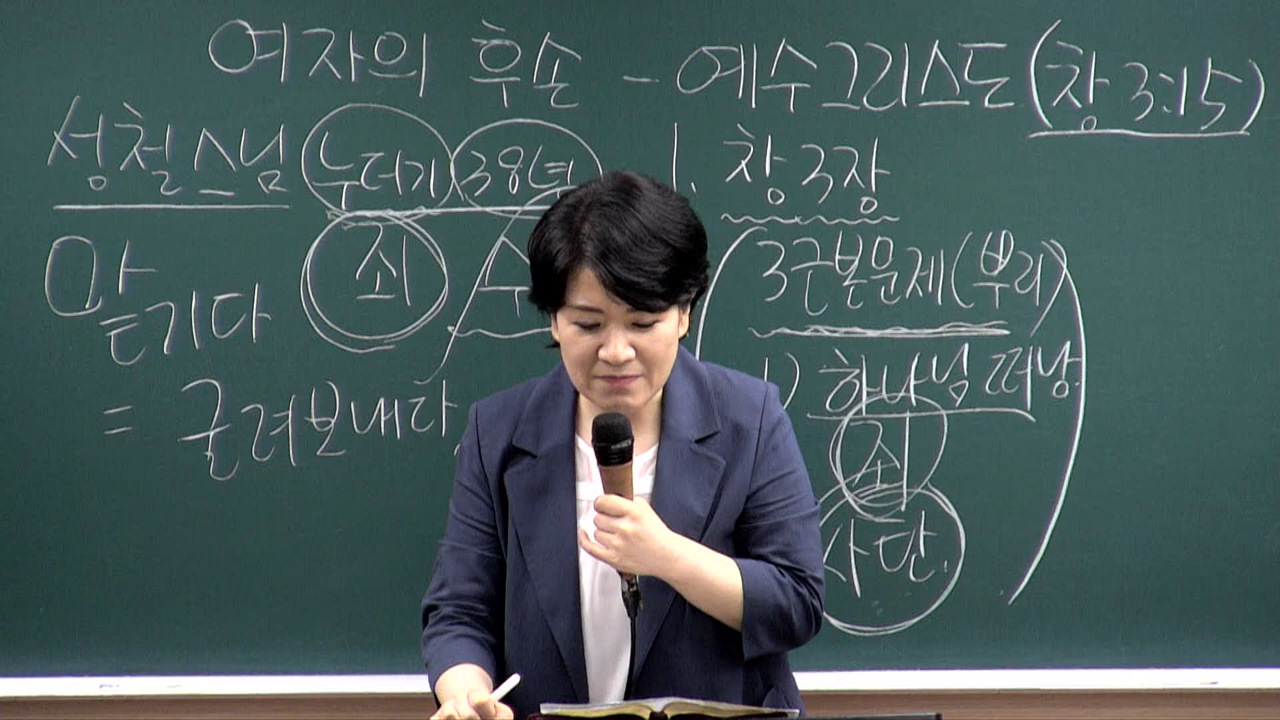 여자의 후손 - 예수그리스도 (창 3:15)
성철스님 누더기 38년
맡기다 죄 수
= 굴려보내다
1. 창 3장
3근본문제(뿌리)
1) 하나님 떠남.
죄
사단.